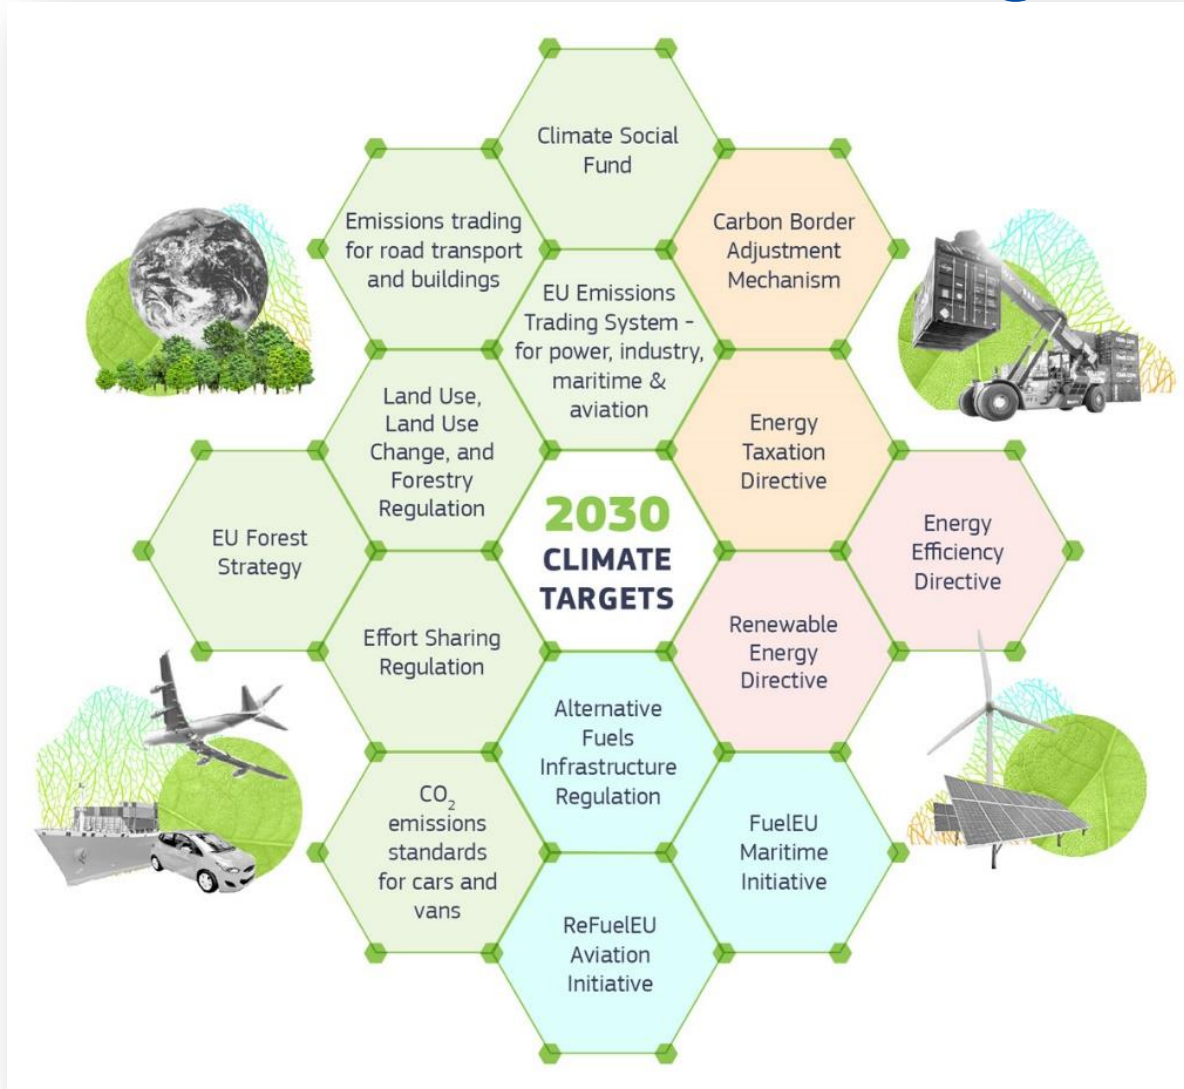 Climate Social
Fund
Emissions trading
for road transport
and buildings
Carbon Border
Adjustment
Mechanism
EU Emissions
Trading System -
for power, industry,
maritime &
aviation
Land Use,
Land Use
Change, and
Forestry
Regulation
Energy
Taxation
Directive
EU Forest
Strategy
2030
CLIMATE
TARGETS
Energy
Efficiency
Directive
Effort Sharing
Regulation
Renewable
Energy
Directive
Alternative
Fuels
Infrastructure
Regulation
CO₂
emissions
standards
for cars and
vans
FuelEU
Maritime
Initiative
ReFuelEU
Aviation
Initiative